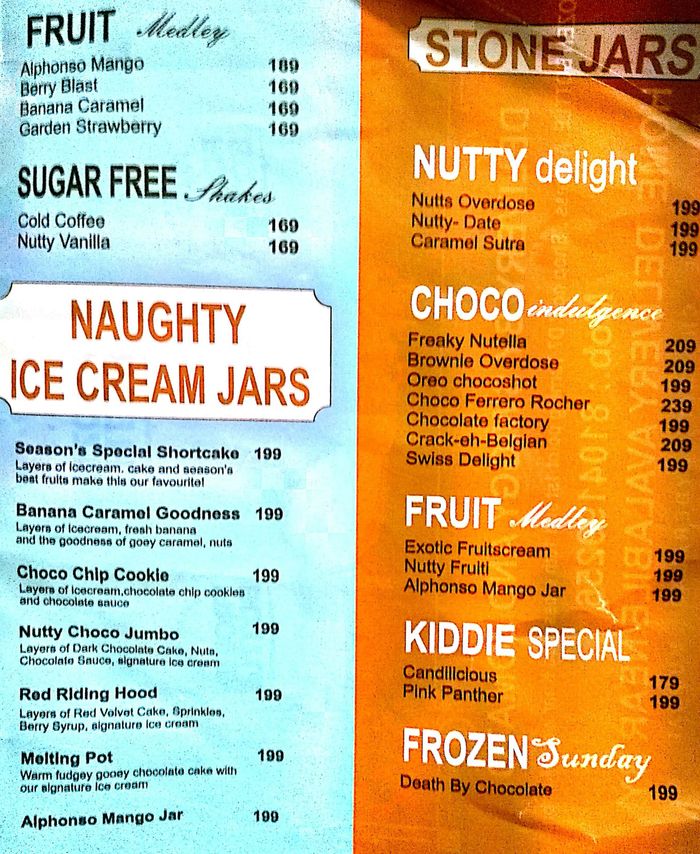 FRUIT Medley
Alphonso Mango 189
Berry Blast 169
Banana Caramel 169
Garden Strawberry 169
SUGAR FREE Shakes
Cold Coffee 169
Nutty Vanilla 169
NAUGHTY
ICE CREAM JARS
Season's Special Shortcake 199
Layers of icecream, cake and season's
best fruits make this our favourite!
Banana Caramel Goodness 199
Layers of icecream, fresh banana
and the goodness of goey caramel, nuts
Choco Chip Cookie 199
Layers of icecream,chocolate chip cookies
and chocolate sauce
Nutty Choco Jumbo 199
Layers of Dark Chocolate Cake, Nuts,
Chocolate Sauce, signature ice cream
Red Riding Hood 199
Layers of Red Velvet Cake, Sprinkles,
Berry Syrup, signature ice cream
Melting Pot 199
Warm fudgey gooey chocolate cake with
our signature ice cream
Alphonso Mango Jar 199
STONE JARS
NUTTY delight
Nutts Overdose 199
Nutty- Date 199
Caramel Sutra 199
CHOCO indulgence
Freaky Nutella 209
Brownie Overdose 209
Oreo chocoshot 199
Choco Ferrero Rocher 239
Chocolate factory 199
Crack-eh-Belgian 209
Swiss Delight 199
FRUIT Medley
Exotic Fruitscream 199
Nutty Fruiti 199
Alphonso Mango Jar 199
KIDDIE SPECIAL
Candilicious 179
Pink Panther 199
FROZEN Sunday
Death By Chocolate 199
HOME DELIVERY